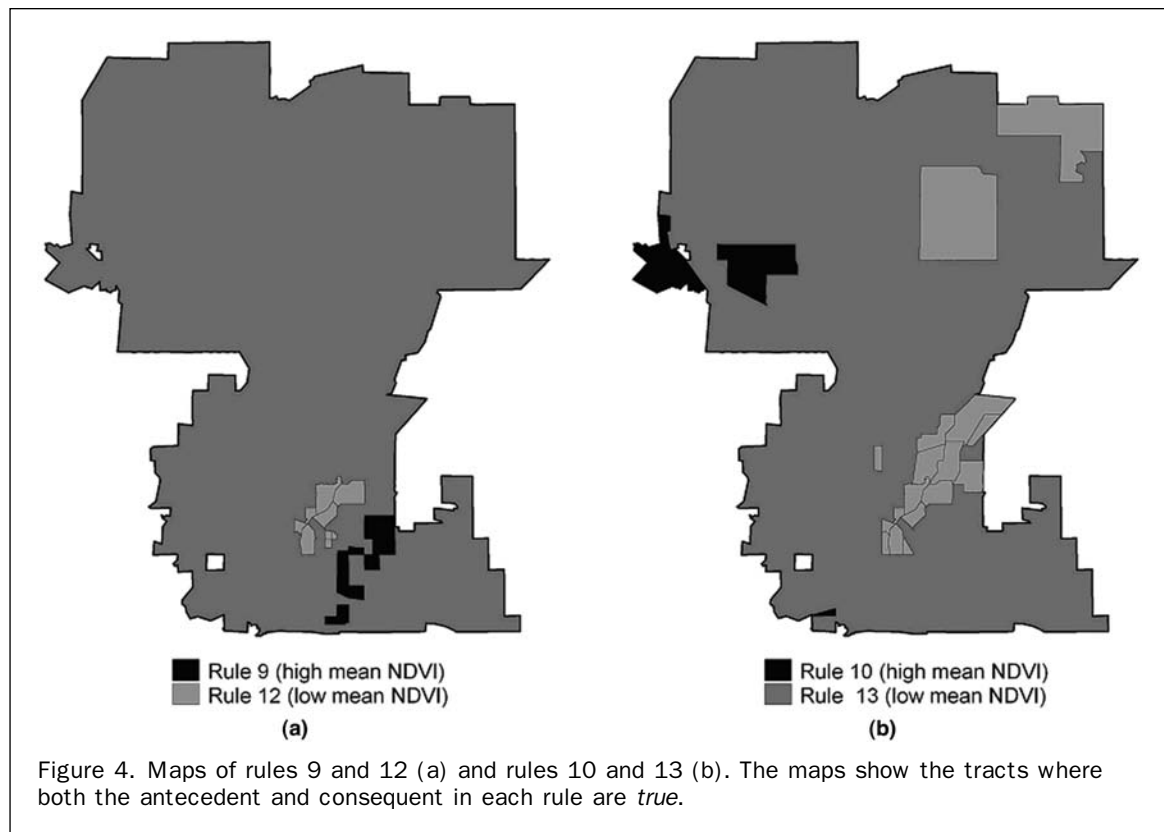 Rule 9 (high mean NDVI)
Rule 12 (low mean NDVI)
(a)
Rule 10 (high mean NDVI)
Rule 13 (low mean NDVI)
(b)
Figure 4. Maps of rules 9 and 12 (a) and rules 10 and 13 (b). The maps show the tracts where
both the antecedent and consequent in each rule are true.